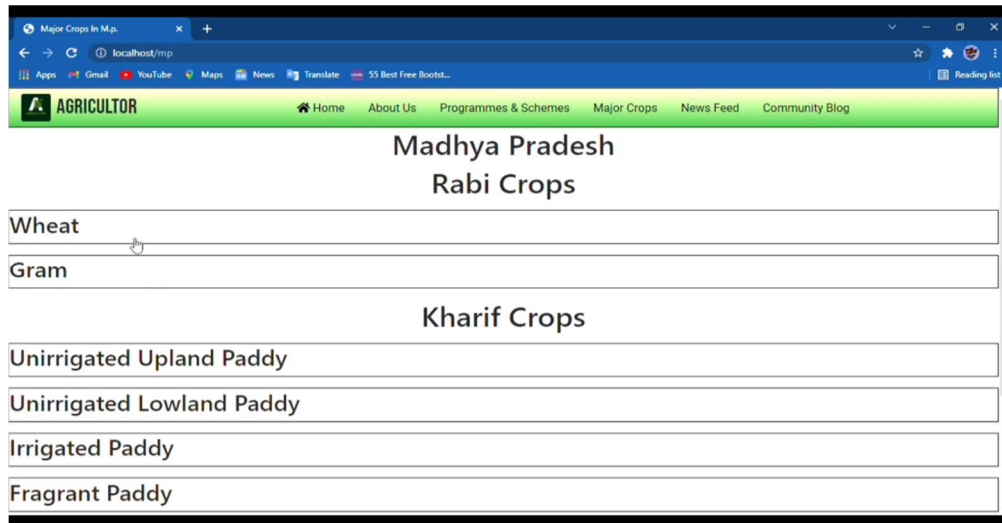 Major Crops In M.p.
localhost/mp
Apps Gmail YouTube Maps News Translate 55 Best Free Bootst... Reading list
AGRICULTOR Home About Us Programmes & Schemes Major Crops News Feed Community Blog
Madhya Pradesh
Rabi Crops
Wheat
Gram
Kharif Crops
Unirrigated Upland Paddy
Unirrigated Lowland Paddy
Irrigated Paddy
Fragrant Paddy